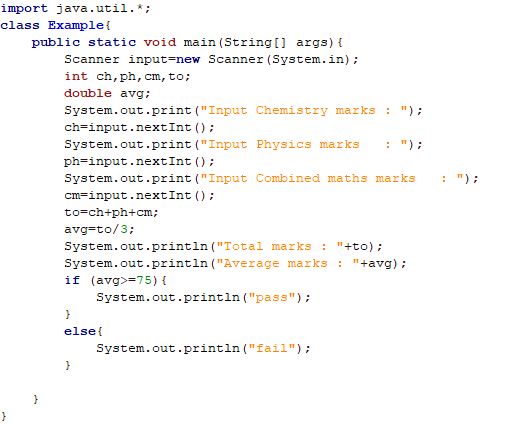 import java.util.*;
class Example{
    public static void main(String[] args){
        Scanner input=new Scanner(System.in);
        int ch,ph,cm,to;
        double avg;
        System.out.print("Input Chemistry marks : ");
        ch=input.nextInt();
        System.out.print("Input Physics marks   : ");
        ph=input.nextInt();
        System.out.print("Input Combined maths marks   : ");
        cm=input.nextInt();
        to=ch+ph+cm;
        avg=to/3;
        System.out.println("Total marks : "+to);
        System.out.println("Average marks : "+avg);
        if (avg>=75){
            System.out.println("pass");
        }
        else{
            System.out.println("fail");
        }

    }
}